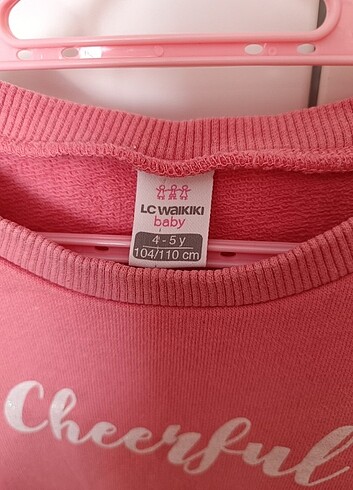 LC WAIKIKI
baby
4 - 5 y
104/110 cm
Cheerful